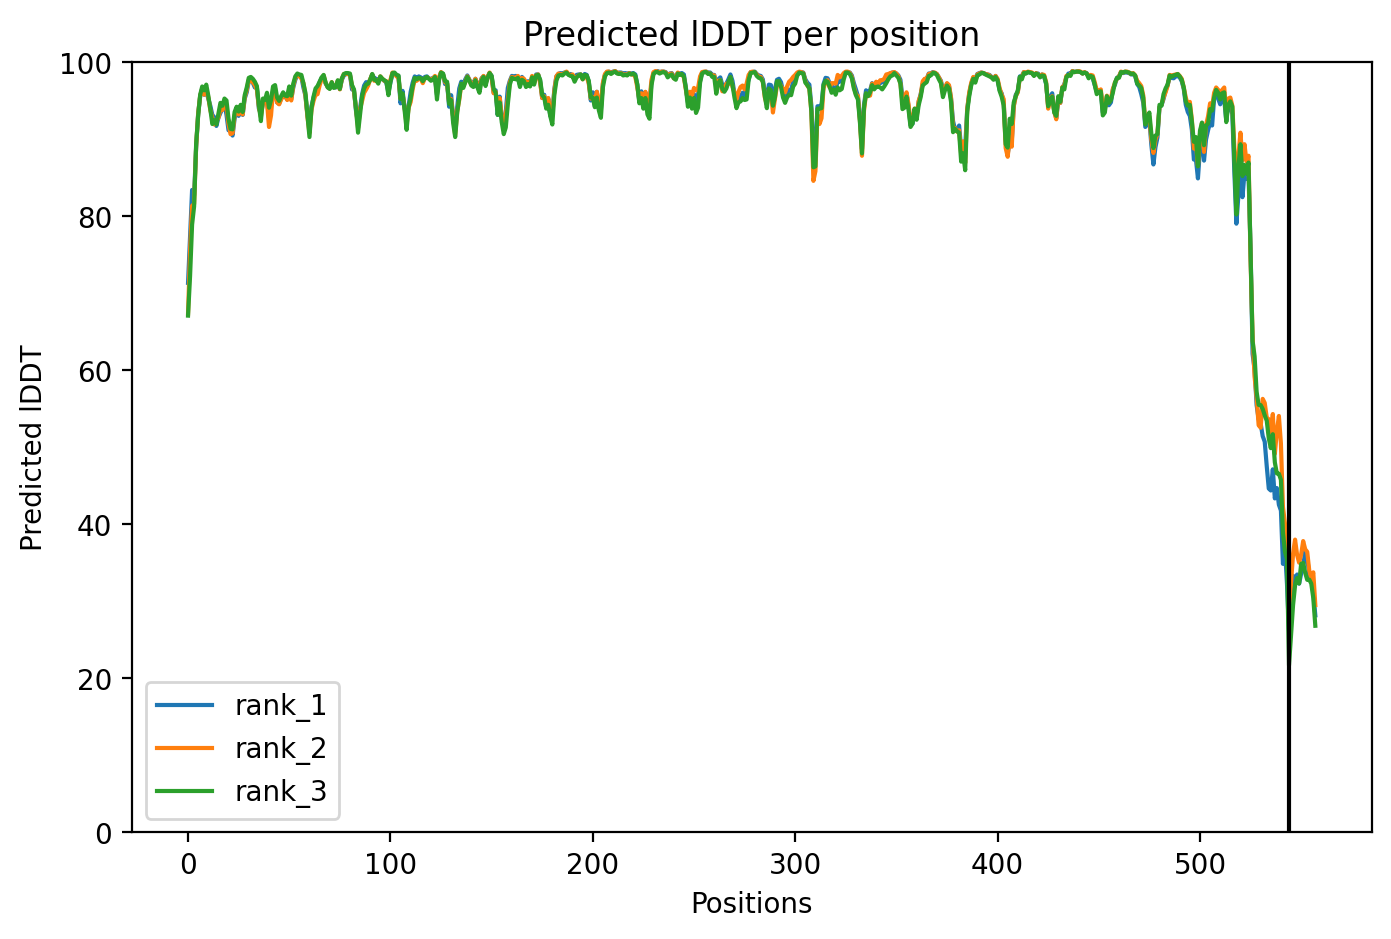 Predicted lDDT per position
Predicted lDDT
100
80
60
40
20
0
rank_1
rank_2
rank_3
0 100 200 300 400 500
Positions